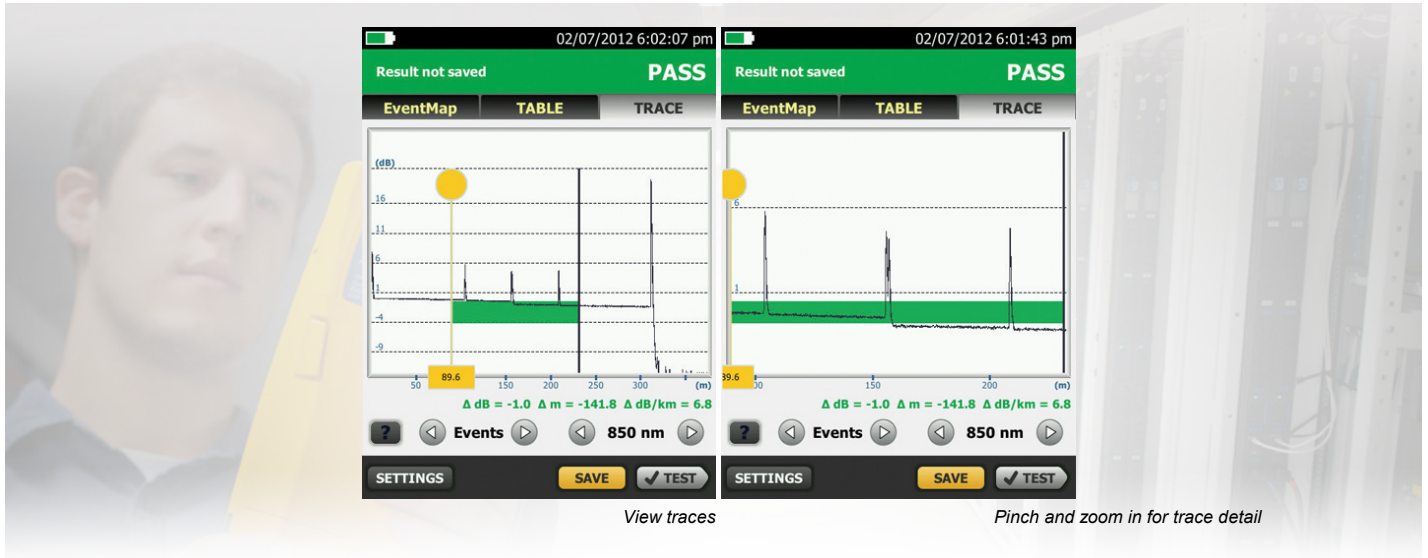 02/07/2012 6:02:07 pm
Result not saved PASS
EventMap TABLE TRACE
(dB)
16
11
6
1
-4
-9
89.6
50 150 200 250 300 (m)
Δ dB = -1.0 Δ m = -141.8 Δ dB/km = 6.8
? Events 850 nm
SETTINGS SAVE TEST
View traces
02/07/2012 6:01:43 pm
Result not saved PASS
EventMap TABLE TRACE
6
1
39.6
00 150 200 (m)
Δ dB = -1.0 Δ m = -141.8 Δ dB/km = 6.8
? Events 850 nm
SETTINGS SAVE TEST
Pinch and zoom in for trace detail